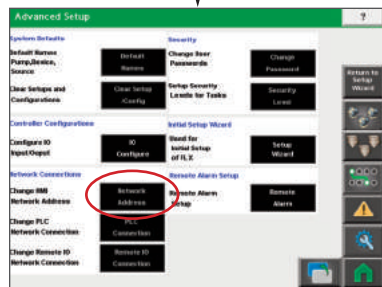 Advanced Setup
?
System Defaults
Default Names
Pump,Device,
Source
Default
Names
Clear Setups and
Configurations
Clear Setup
/Config
Controller Configurations
Configure IO
Input/Ouput
IO
Configure
Network Connections
Change HMI
Network Address
Network
Address
Change PLC
Network Connection
PLC
Connection
Change Remote IO
Network Connection
Remote IO
Connection
Security
Change User
Passwords
Change
Password
Setup Security
Levels for Tasks
Security
Level
Initial Setup Wizard
Used for
Initial Setup
of ILX
Setup
Wizard
Remote Alarm Setup
Remote Alarm
Setup
Remote
Alarm
Return to
Setup
Wizard